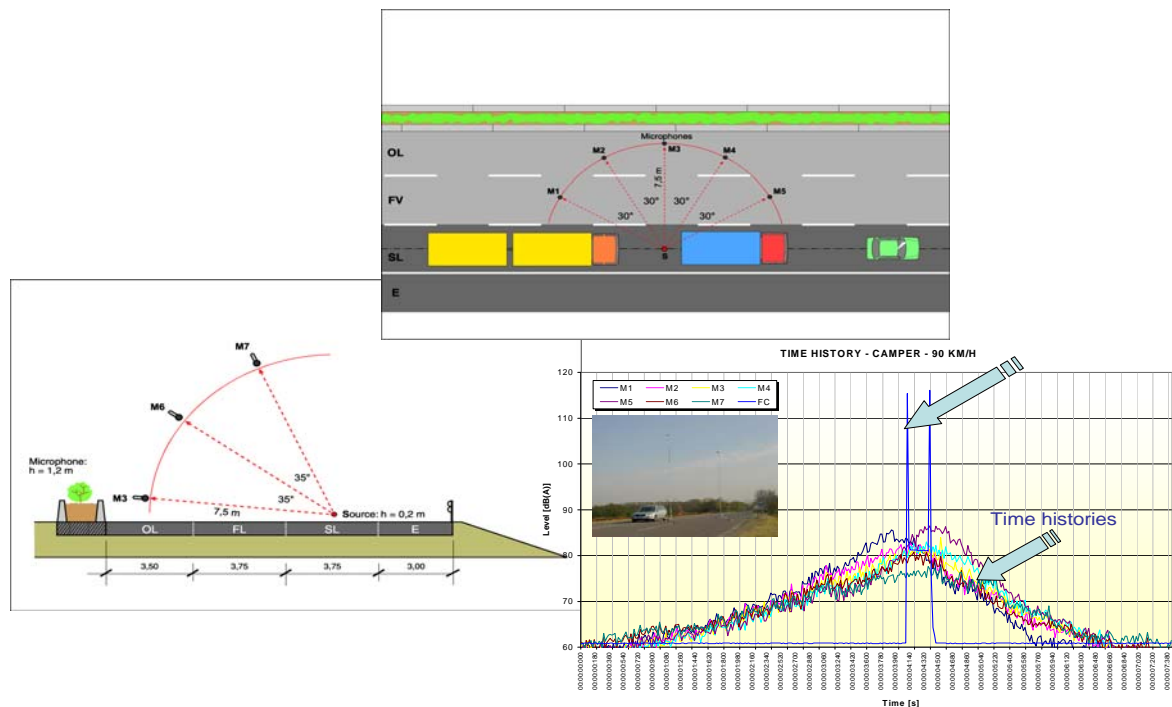 Microphones
OL
M2
M3
M4
7,5 m
FV
M1
M5
30°
30°
30°
30°
SL
S
E
M7
M6
Microphone:
h = 1,2 m
35°
M3
35°
7,5 m
Source: h = 0,2 m
OL FL SL E
3,50 3,75 3,75 3,00
TIME HISTORY - CAMPER - 90 KM/H
M1 M2 M3 M4
M5 M6 M7 FC
120
110
100
90
80
70
60
Level [dB(A)]
Time histories
Time [s]